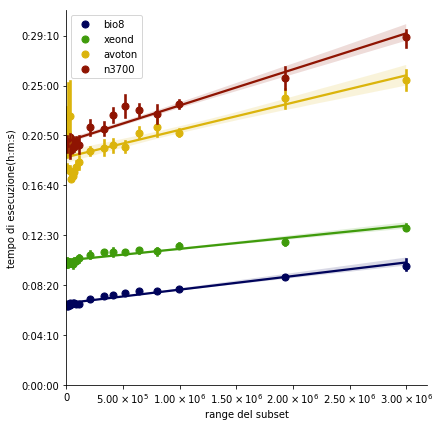 bio8
xeond
avoton
n3700
0:29:10
0:25:00
0:20:50
0:16:40
0:12:30
0:08:20
0:04:10
0:00:00
tempo di esecuzione(h:m:s)
0 5.00 × 10⁵ 1.00 × 10⁶ 1.50 × 10⁶ 2.00 × 10⁶ 2.50 × 10⁶ 3.00 × 10⁶
range del subset